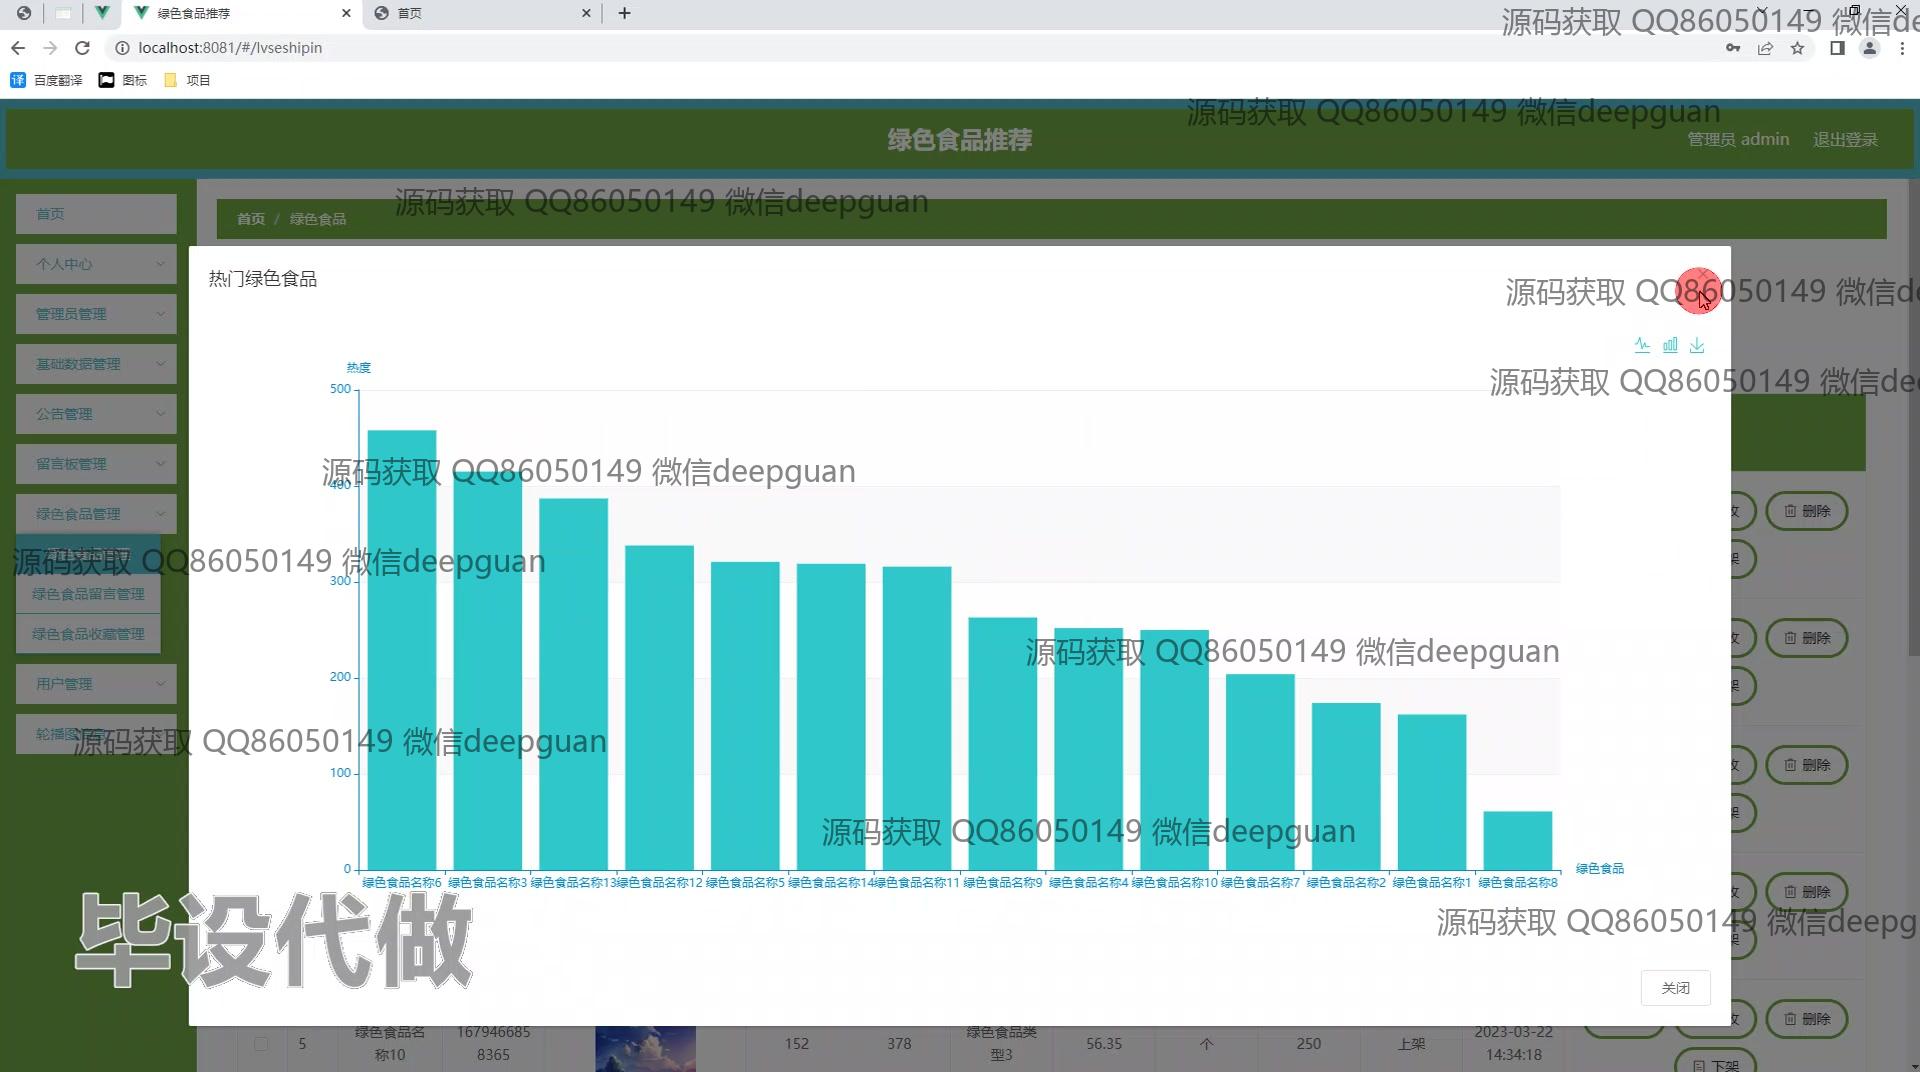 绿色食品推荐
首页
localhost:8081/#/lvseshipin
百度翻译
图标
项目
源码获取 QQ86050149 微信de
源码获取 QQ86050149 微信deepguan
绿色食品推荐
管理员 admin
退出登录
源码获取 QQ86050149 微信deepguan
首页 / 绿色食品
首页
个人中心
管理员管理
基础数据管理
公告管理
留言板管理
绿色食品管理
绿色食品留言管理
绿色食品收藏管理
用户管理
热门绿色食品
源码获取 QQ86050149 微信de
源码获取 QQ86050149 微信de
热度
500
400
300
200
100
0
源码获取 QQ86050149 微信deepguan
源码获取 QQ86050149 微信deepguan
源码获取 QQ86050149 微信deepguan
源码获取 QQ86050149 微信deepguan
源码获取 QQ86050149 微信deepguan
绿色食品名称6 绿色食品名称3 绿色食品名称13 绿色食品名称12 绿色食品名称5 绿色食品名称14 绿色食品名称11 绿色食品名称9 绿色食品名称4 绿色食品名称10 绿色食品名称7 绿色食品名称2 绿色食品名称1 绿色食品名称8
绿色食品
源码获取 QQ86050149 微信deepg
毕设代做
关闭
删除
删除
删除
删除
删除
5
绿色食品名
称10
167946685
8365
152
378
绿色食品类
型3
56.35
个
250
上架
2023-03-22
14:34:18
下架